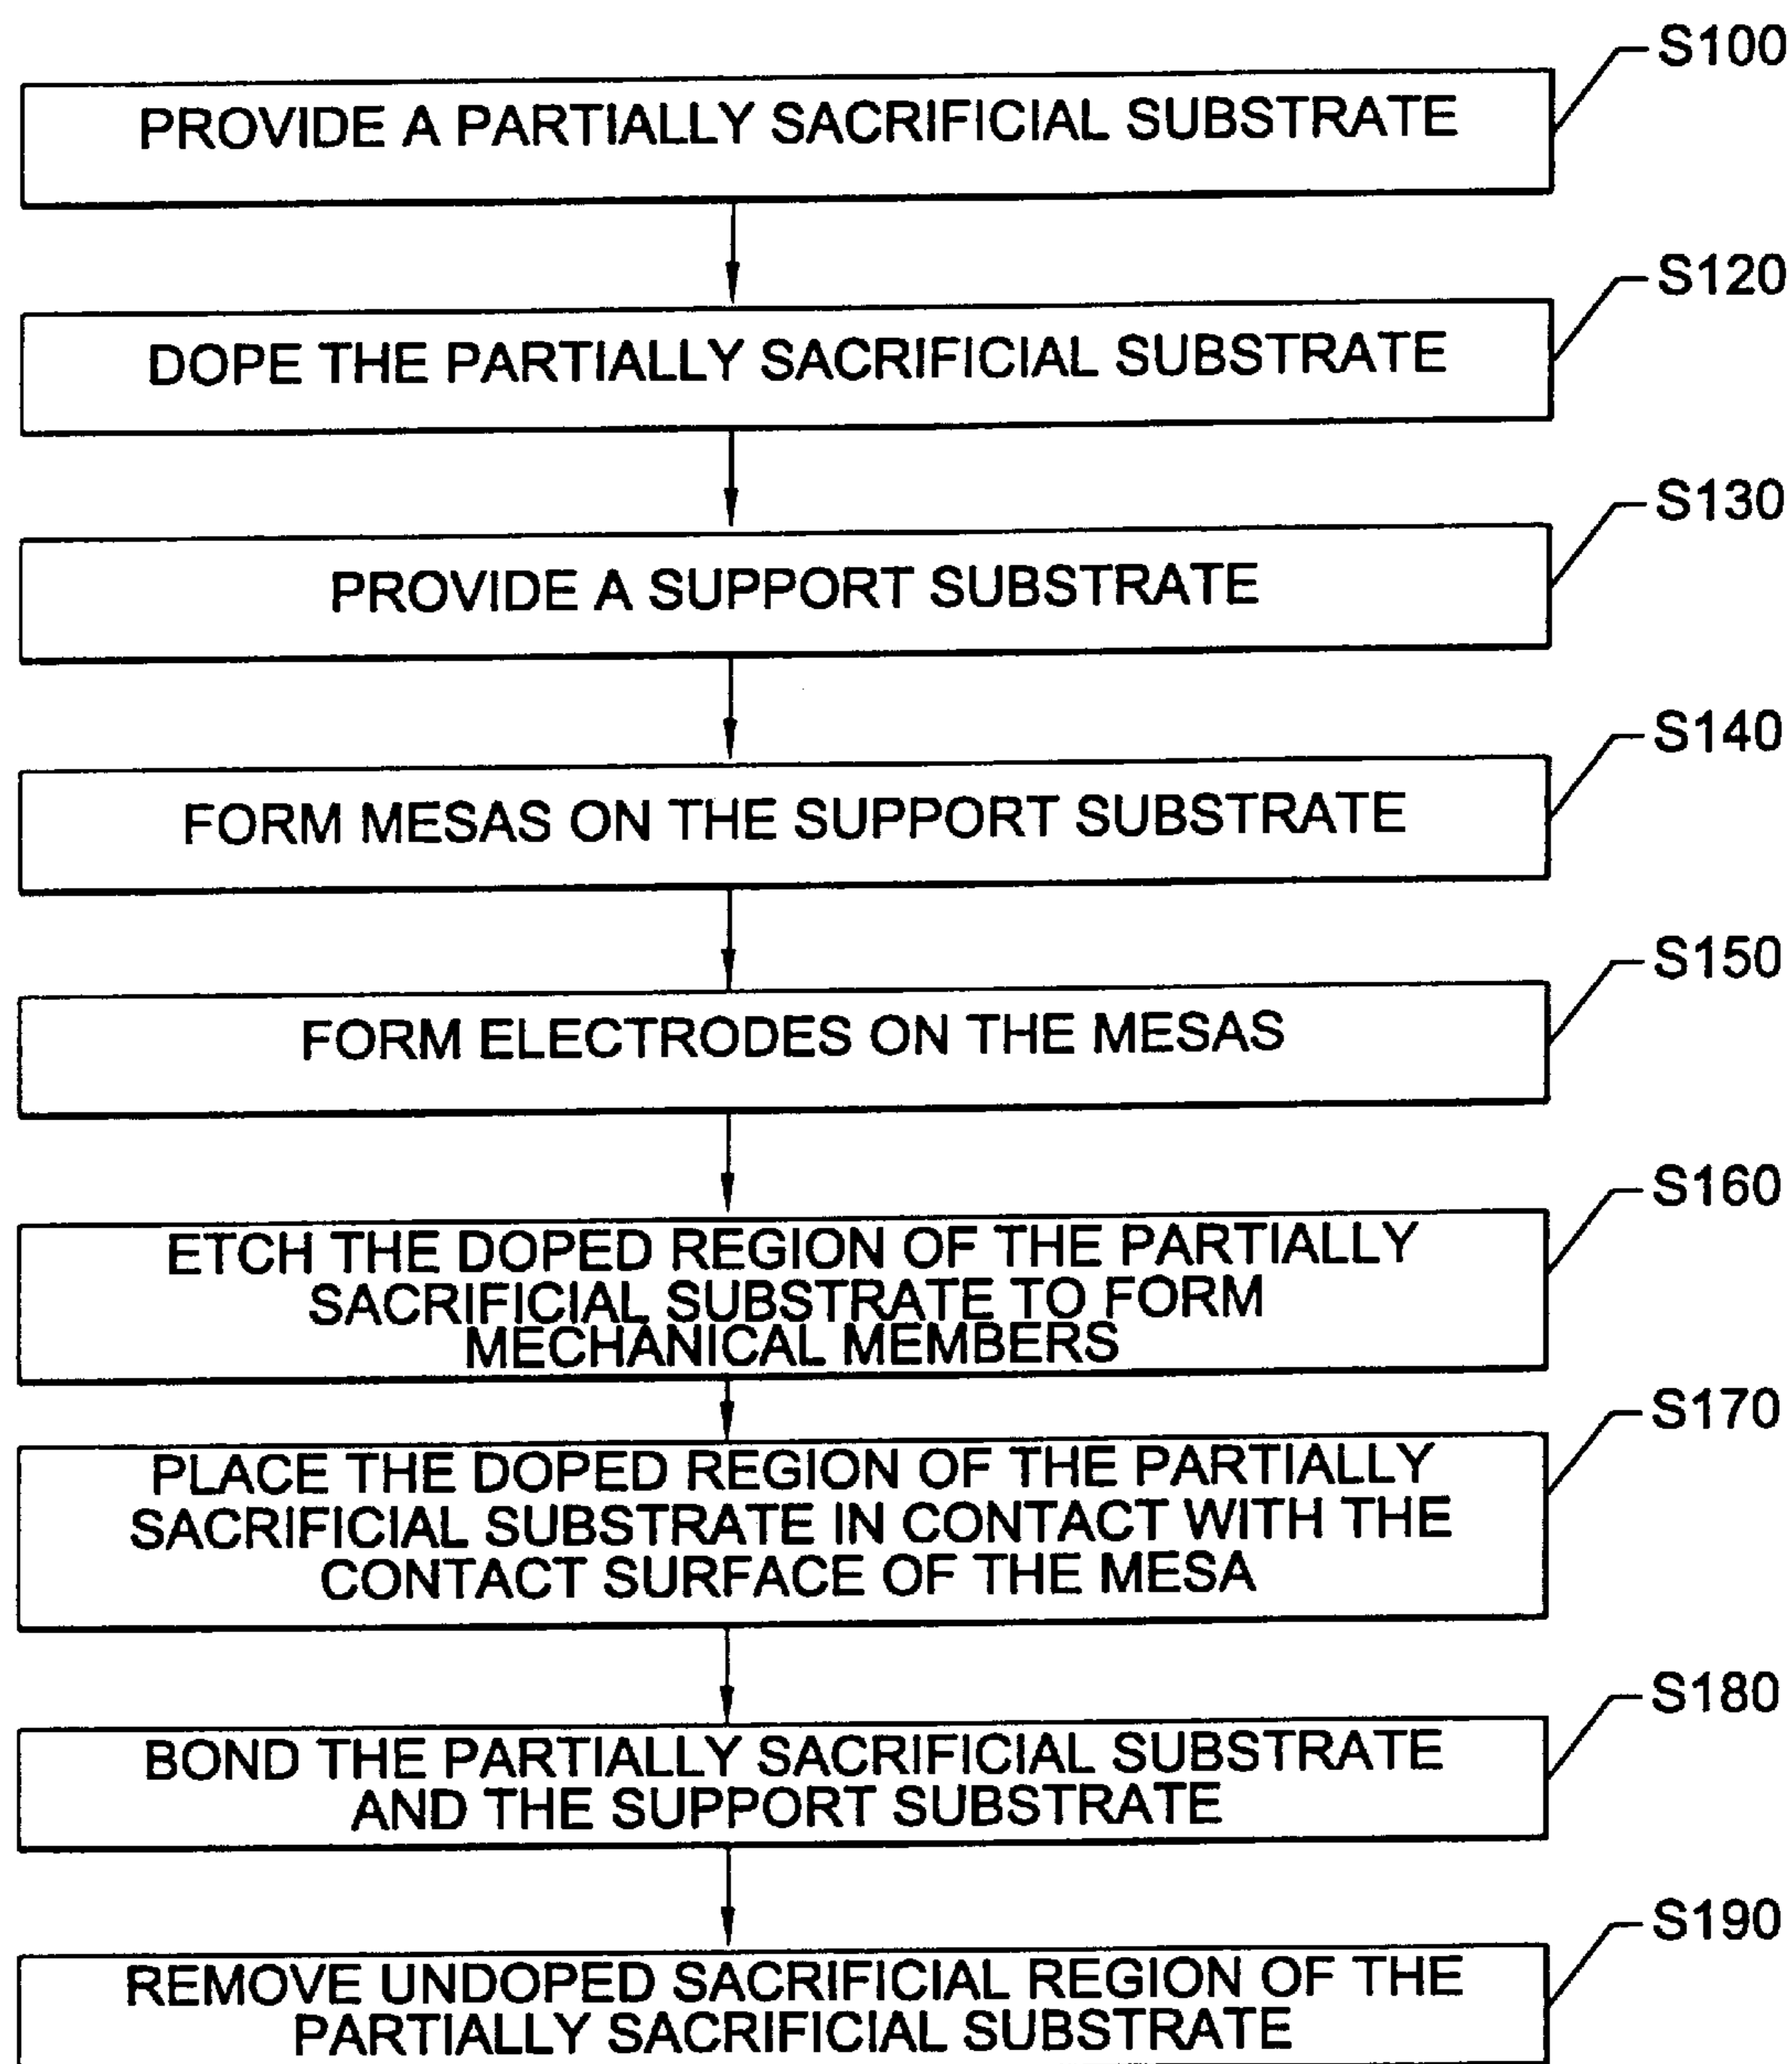 S100
PROVIDE A PARTIALLY SACRIFICIAL SUBSTRATE
S120
DOPE THE PARTIALLY SACRIFICIAL SUBSTRATE
S130
PROVIDE A SUPPORT SUBSTRATE
S140
FORM MESAS ON THE SUPPORT SUBSTRATE
S150
FORM ELECTRODES ON THE MESAS
S160
ETCH THE DOPED REGION OF THE PARTIALLY
SACRIFICIAL SUBSTRATE TO FORM
MECHANICAL MEMBERS
S170
PLACE THE DOPED REGION OF THE PARTIALLY
SACRIFICIAL SUBSTRATE IN CONTACT WITH THE
CONTACT SURFACE OF THE MESA
S180
BOND THE PARTIALLY SACRIFICIAL SUBSTRATE
AND THE SUPPORT SUBSTRATE
S190
REMOVE UNDOPED SACRIFICIAL REGION OF THE
PARTIALLY SACRIFICIAL SUBSTRATE